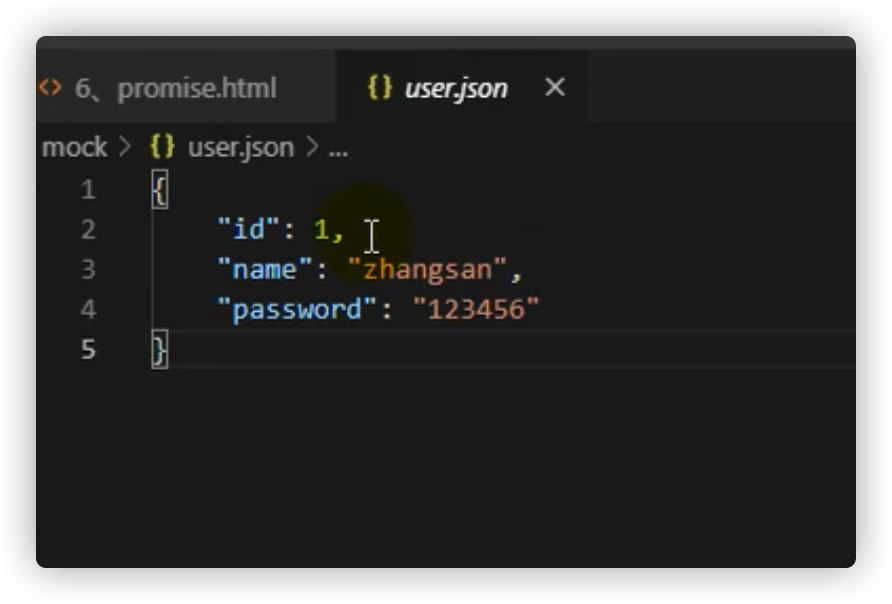 <> 6、promise.html {} user.json ×
mock > {} user.json > ...
1 {
2 "id": 1,
3 "name": "zhangsan",
4 "password": "123456"
5 }